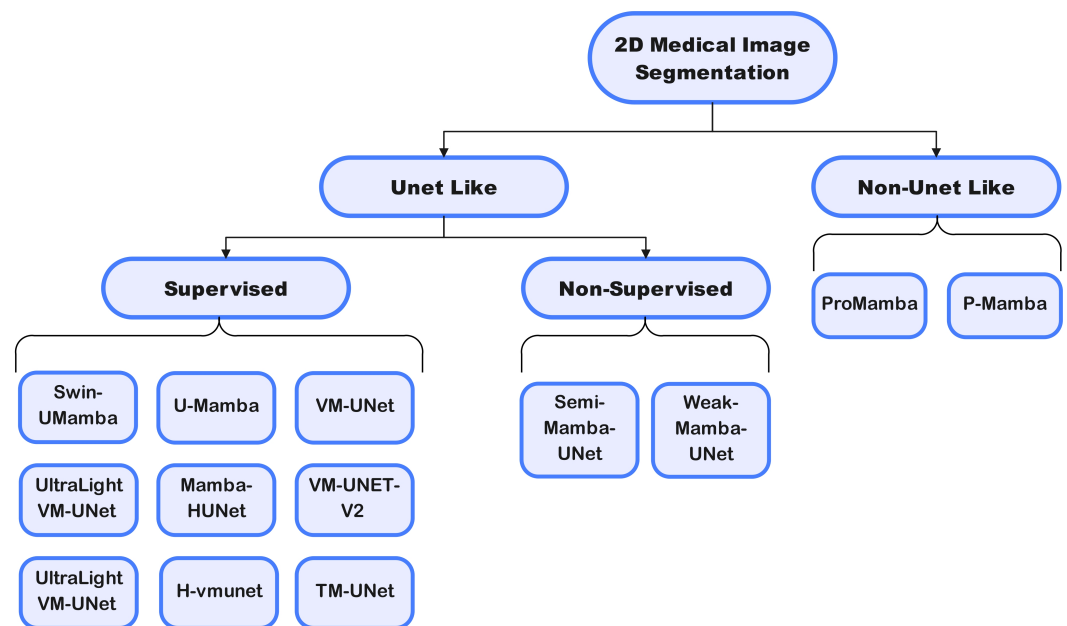 2D Medical Image
Segmentation
Unet Like
Non-Unet Like
Supervised
Non-Supervised
ProMamba
P-Mamba
Swin-
UMamba
U-Mamba
VM-UNet
Semi-
Mamba-
UNet
Weak-
Mamba-
UNet
UltraLight
VM-UNet
Mamba-
HUNet
VM-UNET-
V2
UltraLight
VM-UNet
H-vmunet
TM-UNet